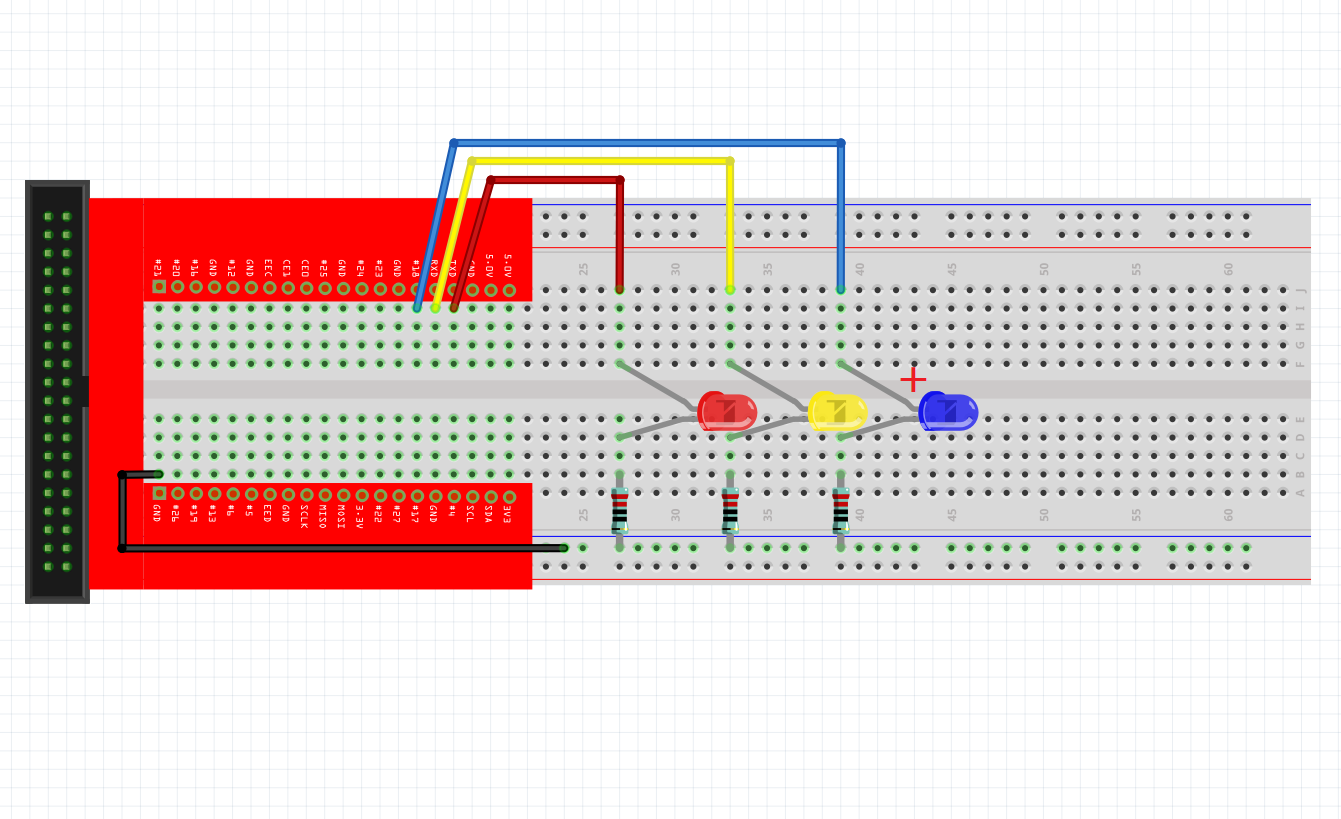 #21
#20
#16
GND
#12
GND
EEC
CE1
CE0
#25
GND
#24
#23
GND
#18
RXD
TXD
GND
5.0V
5.0V
25 30 35 40 45 50 55 60
J
I
H
G
F
E
D
C
B
A
GND
#26
#19
#13
#6
#5
EED
GND
SCLK
MISO
MOSI
3.3V
#22
#27
#17
GND
#4
SCL
SDA
3V3
25 30 35 40 45 50 55 60